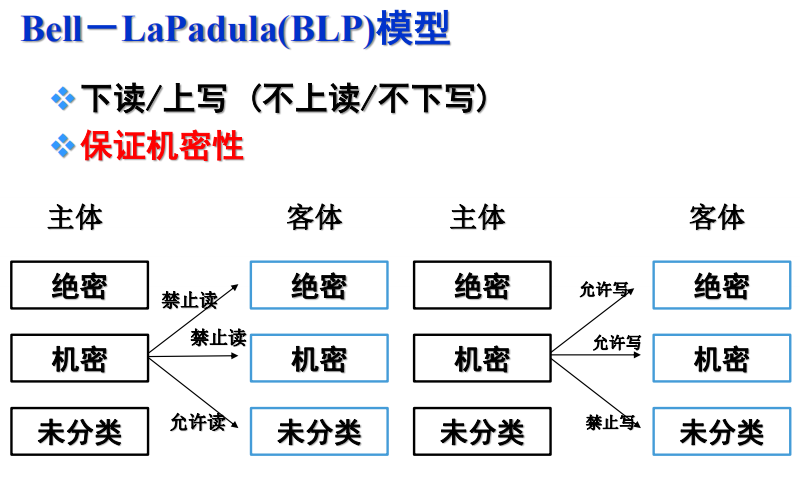 Bell－LaPadula(BLP)模型
下读/上写 (不上读/不下写)
保证机密性
主体 客体 主体 客体
绝密 禁止读 绝密 绝密 允许写 绝密
机密 禁止读 机密 机密 允许写 机密
未分类 允许读 未分类 未分类 禁止写 未分类